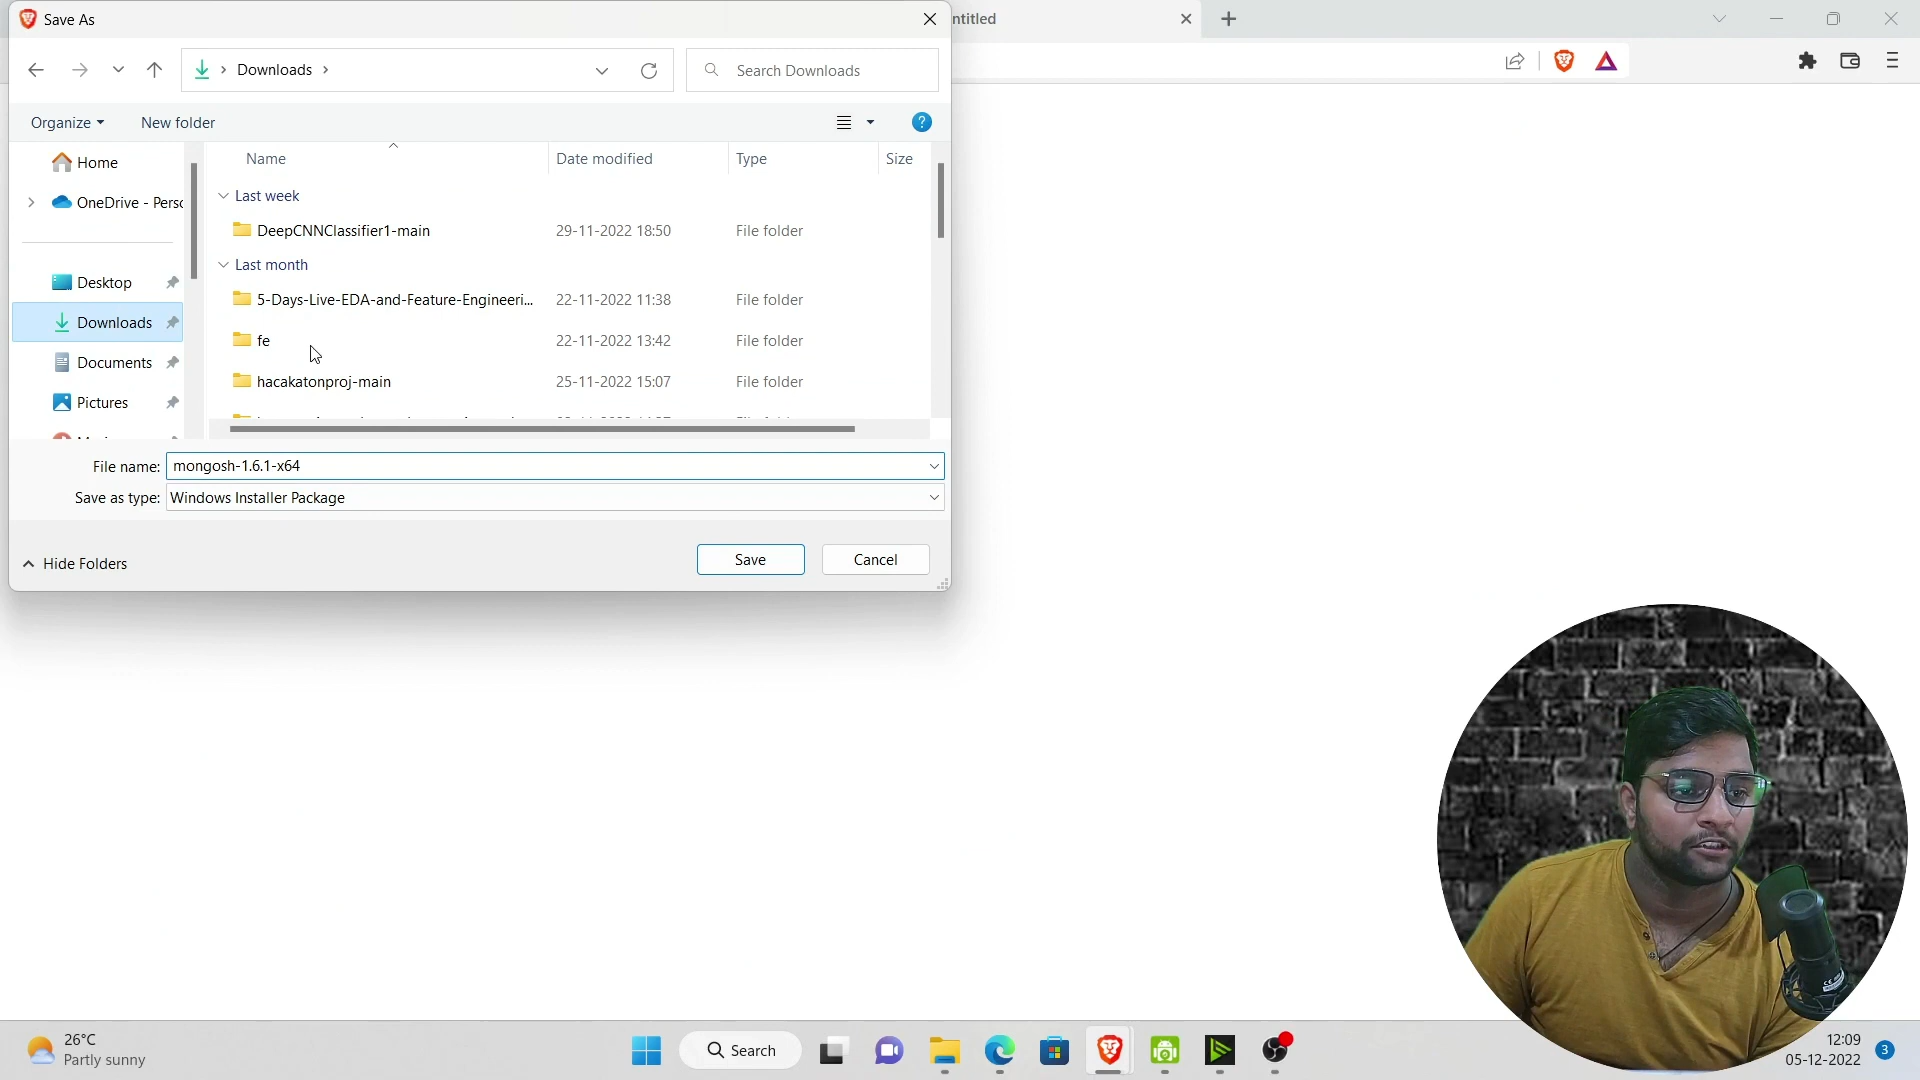 Save As
ntitled
Downloads
Search Downloads
Organize
New folder
Home
OneDrive - Perso
Desktop
Downloads
Documents
Pictures
Name
Date modified
Type
Size
Last week
DeepCNNClassifier1-main
29-11-2022 18:50
File folder
Last month
5-Days-Live-EDA-and-Feature-Engineeri...
22-11-2022 11:38
File folder
fe
22-11-2022 13:42
File folder
hacakatonproj-main
25-11-2022 15:07
File folder
File name:
mongosh-1.6.1-x64
Save as type:
Windows Installer Package
Hide Folders
Save
Cancel
26°C
Partly sunny
Search
12:09
05-12-2022
3